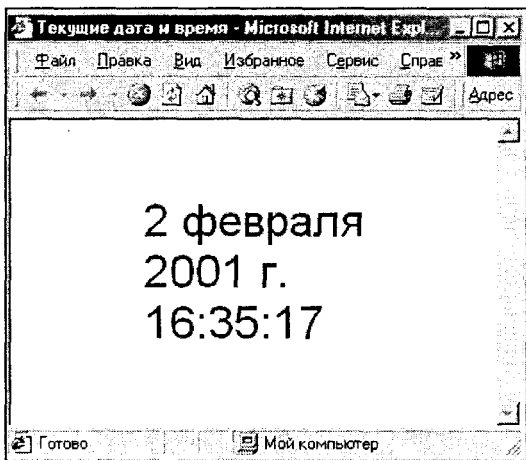 Текущие дата и время - Microsoft Internet Expl
Файл Правка Вид Избранное Сервис Справ »
Адрес
2 февраля
2001 г.
16:35:17
Готово Мой компьютер